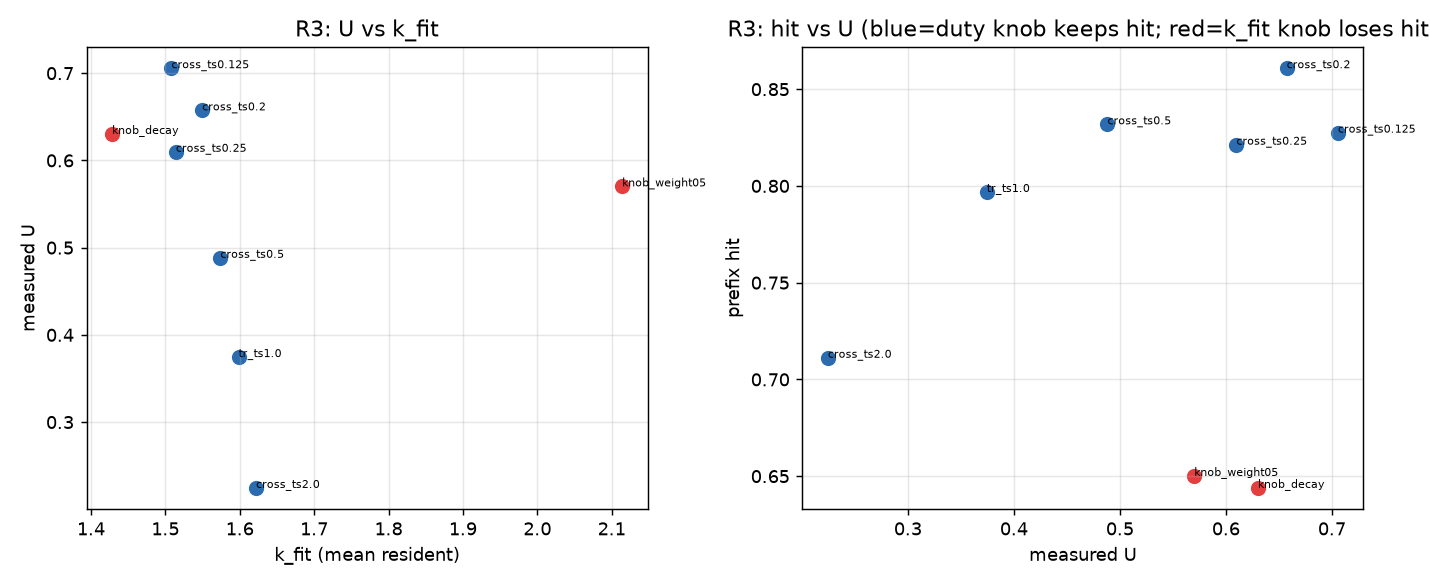 R3: U vs k_fit
measured U
0.7
0.6
0.5
0.4
0.3
cross_ts0.125
cross_ts0.2
knob_decay
cross_ts0.25
knob_weight05
cross_ts0.5
tr_ts1.0
cross_ts2.0
1.4 1.5 1.6 1.7 1.8 1.9 2.0 2.1
k_fit (mean resident)
R3: hit vs U (blue=duty knob keeps hit; red=k_fit knob loses hit
prefix hit
0.85
0.80
0.75
0.70
0.65
cross_ts0.2
cross_ts0.5
cross_ts0.125
cross_ts0.25
tr_ts1.0
cross_ts2.0
knob_weight05
knob_decay
0.3 0.4 0.5 0.6 0.7
measured U